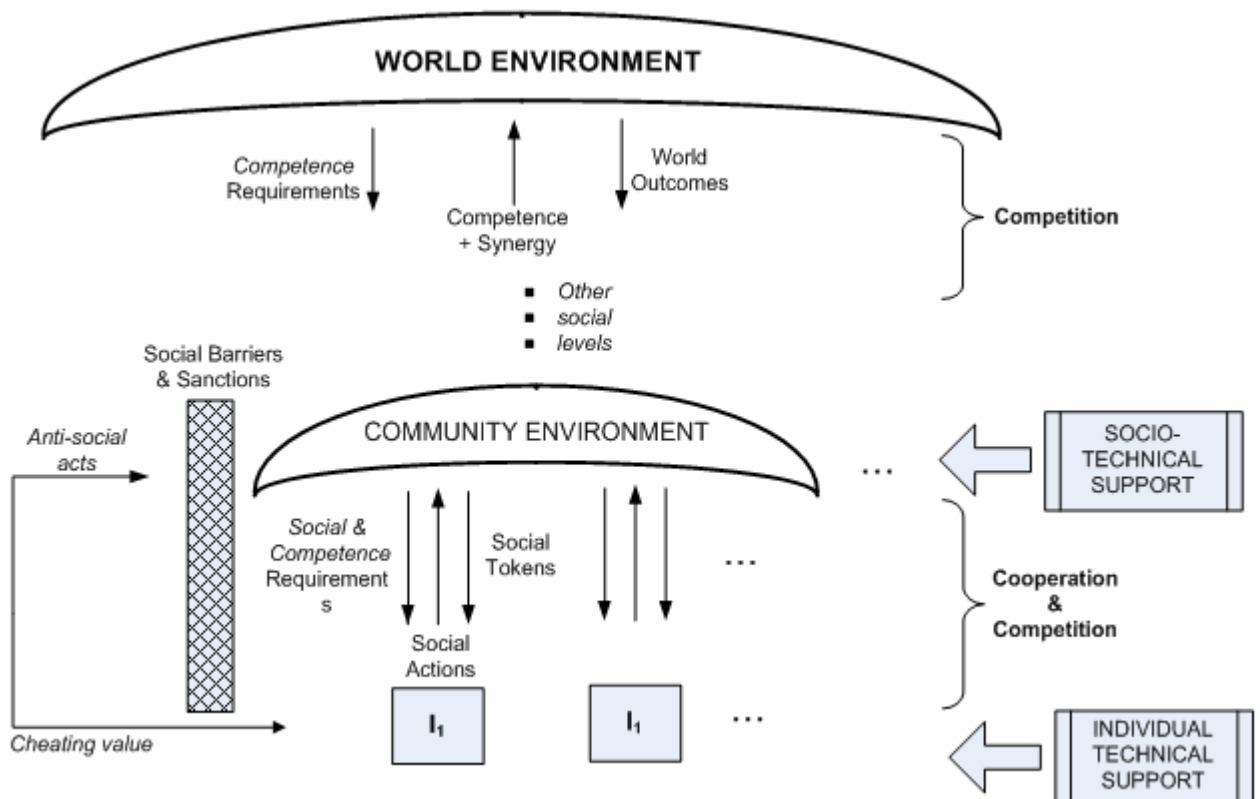 WORLD ENVIRONMENT
Competence
Requirements
World
Outcomes
Competence
+ Synergy
Competition
▪ Other
▪ social
▪ levels
Social Barriers
& Sanctions
Anti-social
acts
COMMUNITY ENVIRONMENT
...
SOCIO-
TECHNICAL
SUPPORT
Social &
Competence
Requirement
s
Social
Tokens
...
Cooperation
&
Competition
Social
Actions
I1
I1
...
Cheating value
INDIVIDUAL
TECHNICAL
SUPPORT